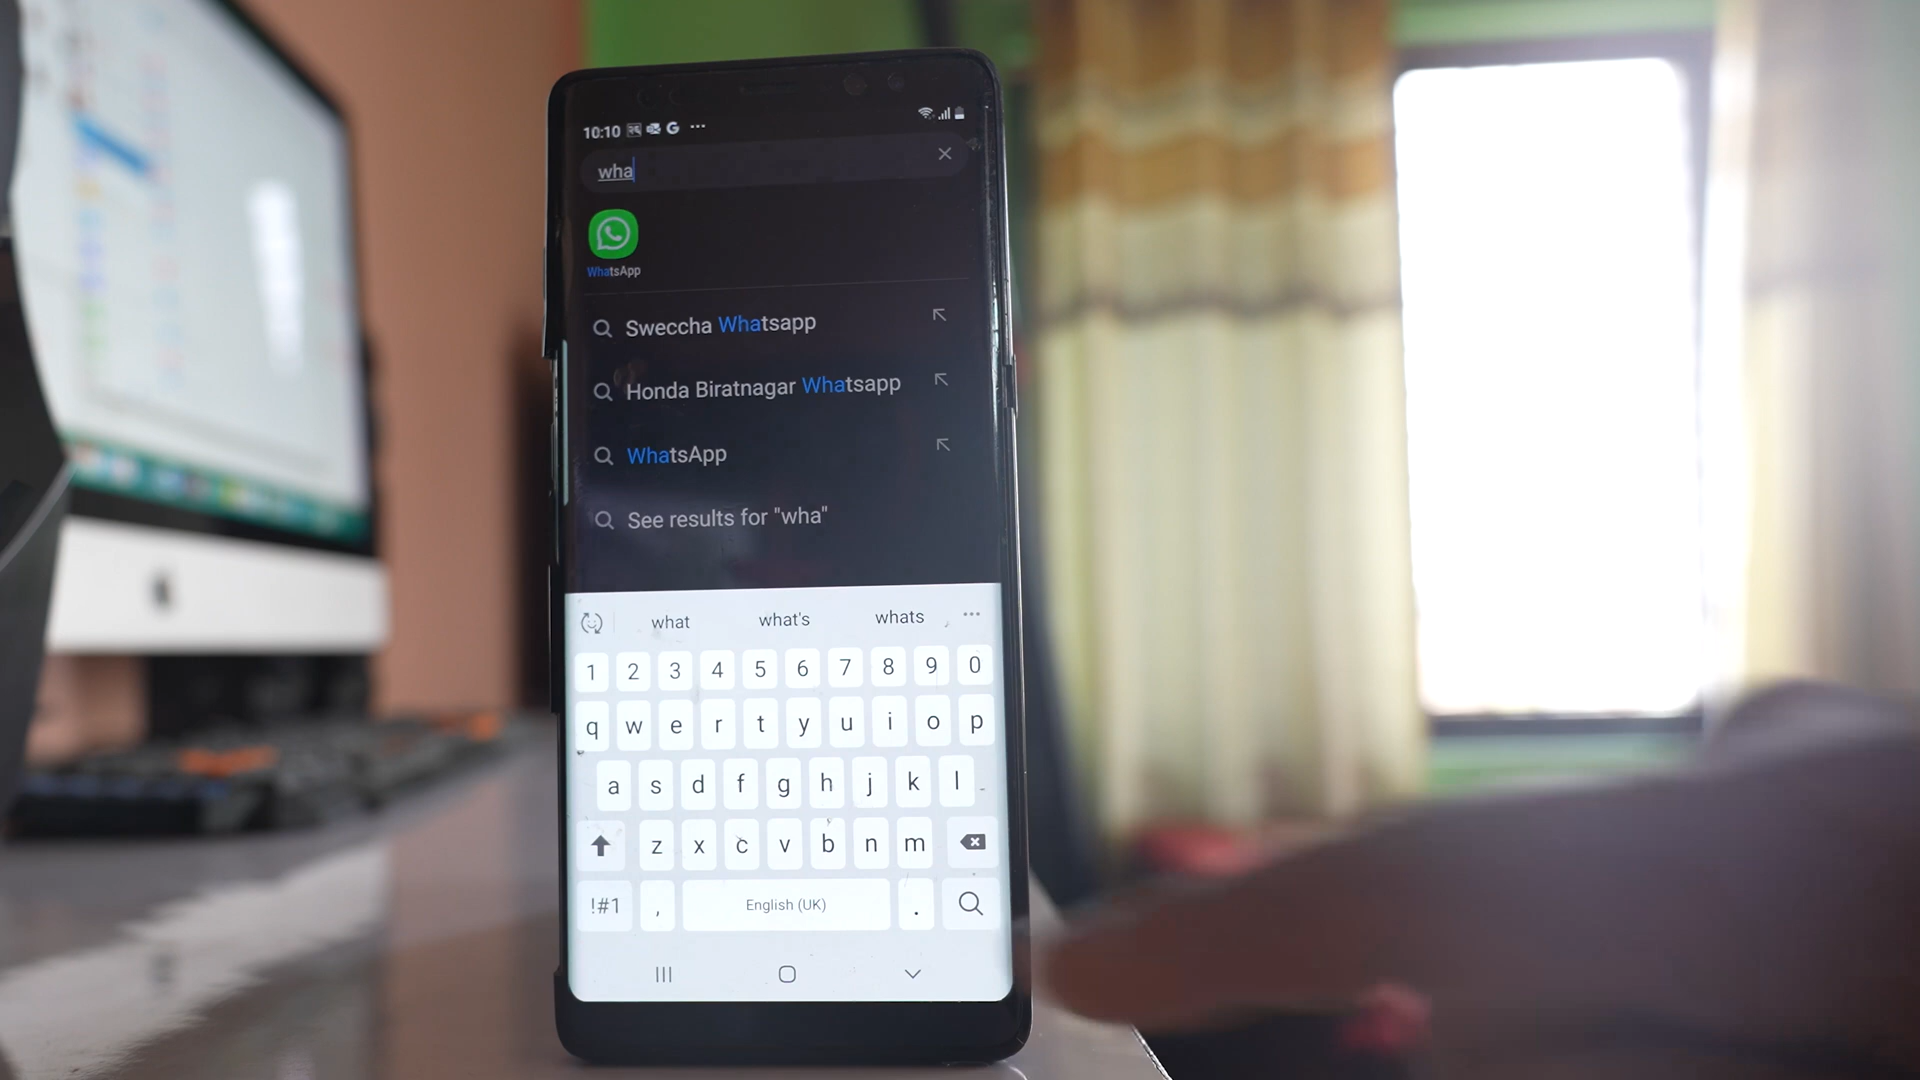 10:10 G ...
wha
WhatsApp
Sweccha Whatsapp
Honda Biratnagar Whatsapp
WhatsApp
See results for "wha"
what what's whats ...
1 2 3 4 5 6 7 8 9 0
q w e r t y u i o p
a s d f g h j k l
z x c v b n m
!#1 , English (UK) .